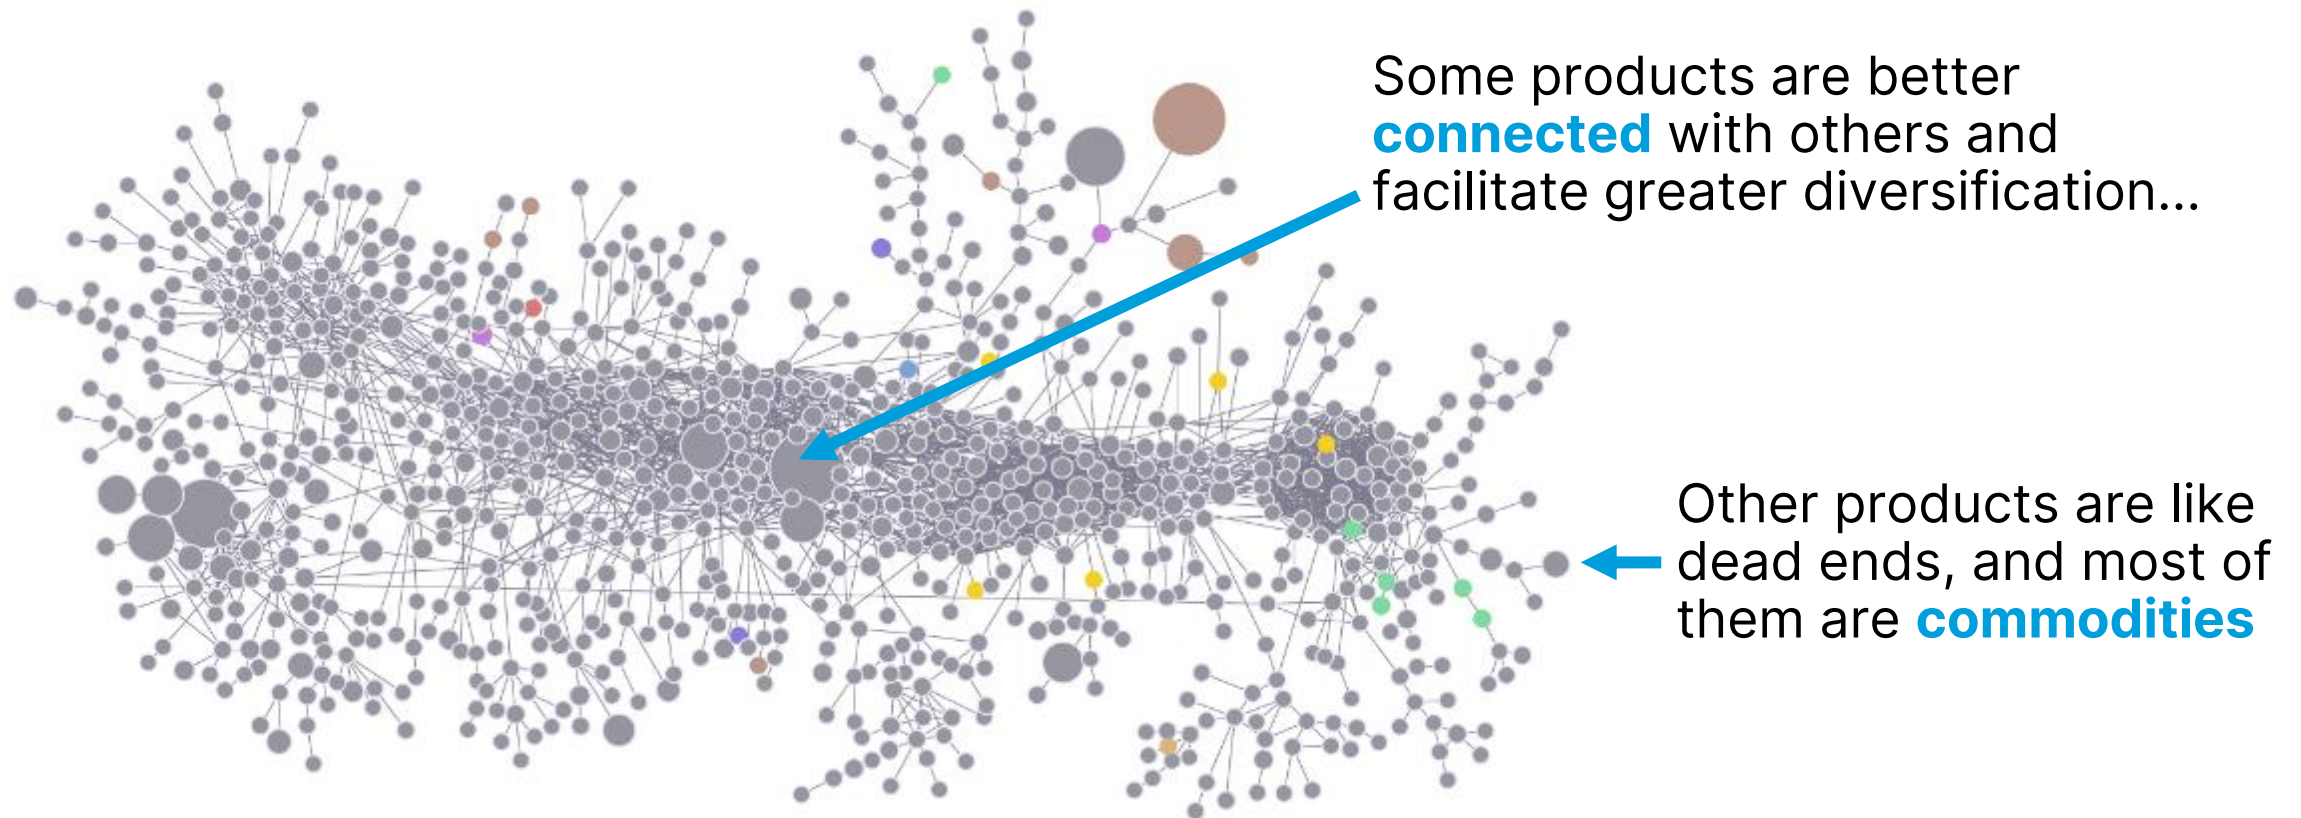 Some products are better
connected with others and
facilitate greater diversification...
Other products are like
dead ends, and most of
them are commodities